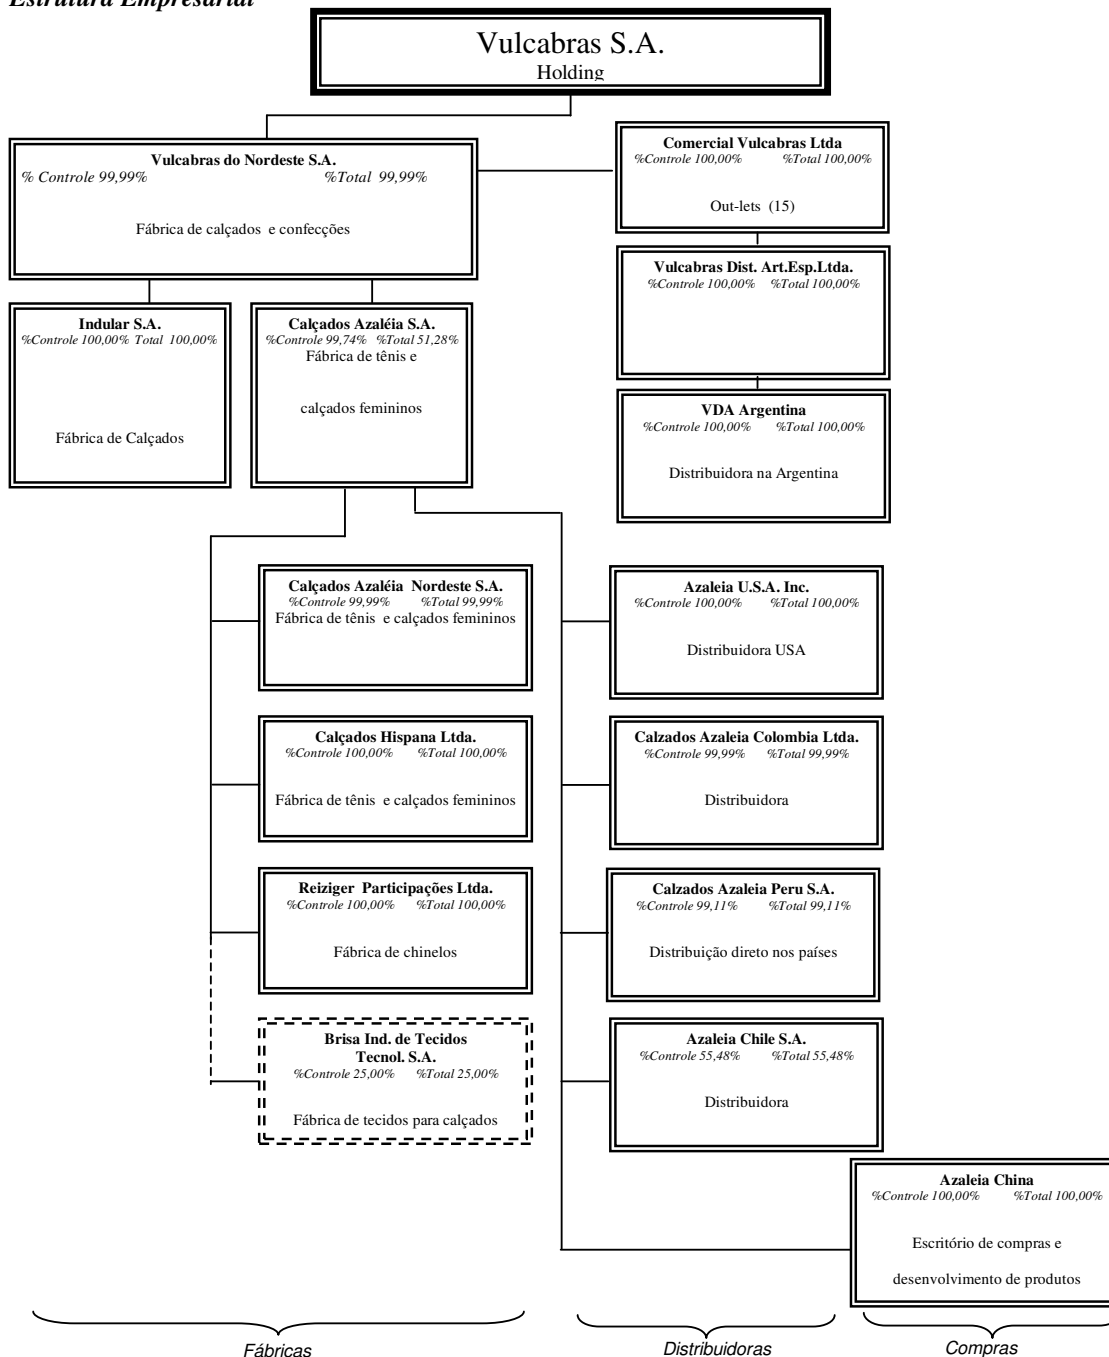 Estrutura Empresarial
Vulcabras S.A.
Holding
Vulcabras do Nordeste S.A.
% Controle 99,99% %Total 99,99%
Fábrica de calçados e confecções
Comercial Vulcabras Ltda
%Controle 100,00% %Total 100,00%
Out-lets (15)
Vulcabras Dist. Art.Esp.Ltda.
%Controle 100,00% %Total 100,00%
Indular S.A.
%Controle 100,00% Total 100,00%
Fábrica de Calçados
Calçados Azaléia S.A.
%Controle 99,74% %Total 51,28%
Fábrica de tênis e
calçados femininos
VDA Argentina
%Controle 100,00% %Total 100,00%
Distribuidora na Argentina
Calçados Azaléia Nordeste S.A.
%Controle 99,99% %Total 99,99%
Fábrica de tênis e calçados femininos
Azaleia U.S.A. Inc.
%Controle 100,00% %Total 100,00%
Distribuidora USA
Calçados Hispana Ltda.
%Controle 100,00% %Total 100,00%
Fábrica de tênis e calçados femininos
Calzados Azaleia Colombia Ltda.
%Controle 99,99% %Total 99,99%
Distribuidora
Reiziger Participações Ltda.
%Controle 100,00% %Total 100,00%
Fábrica de chinelos
Calzados Azaleia Peru S.A.
%Controle 99,11% %Total 99,11%
Distribuição direto nos países
Brisa Ind. de Tecidos
Tecnol. S.A.
%Controle 25,00% %Total 25,00%
Fábrica de tecidos para calçados
Azaleia Chile S.A.
%Controle 55,48% %Total 55,48%
Distribuidora
Azaleia China
%Controle 100,00% %Total 100,00%
Escritório de compras e
desenvolvimento de produtos
Fábricas
Distribuidoras
Compras